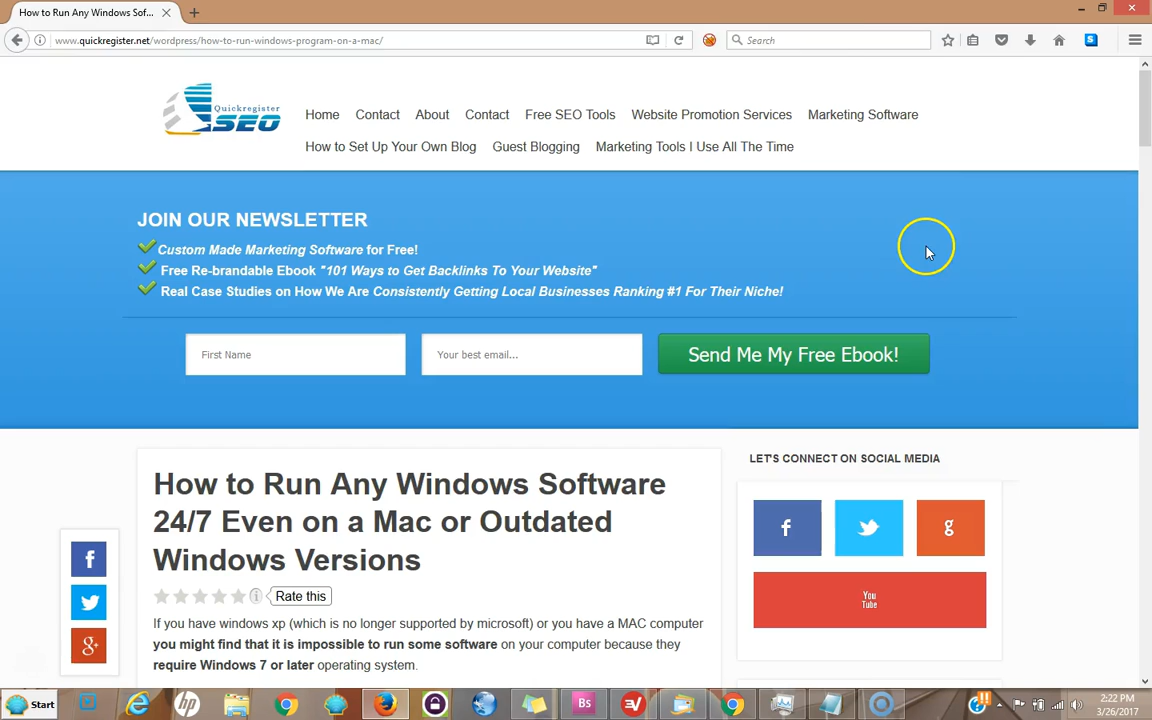 How to Run Any Windows Sof...
www.quickregister.net/wordpress/how-to-run-windows-program-on-a-mac/
Search
Quickregister
SEO
Home Contact About Contact Free SEO Tools Website Promotion Services Marketing Software
How to Set Up Your Own Blog Guest Blogging Marketing Tools I Use All The Time
JOIN OUR NEWSLETTER
Custom Made Marketing Software for Free!
Free Re-brandable Ebook "101 Ways to Get Backlinks To Your Website"
Real Case Studies on How We Are Consistently Getting Local Businesses Ranking #1 For Their Niche!
First Name
Your best email...
Send Me My Free Ebook!
How to Run Any Windows Software
24/7 Even on a Mac or Outdated
Windows Versions
Rate this
If you have windows xp (which is no longer supported by microsoft) or you have a MAC computer
you might find that it is impossible to run some software on your computer because they
require Windows 7 or later operating system.
LET'S CONNECT ON SOCIAL MEDIA
f
g
You
Tube
f
g+
Start
hp
Bs
2:22 PM
3/26/2017